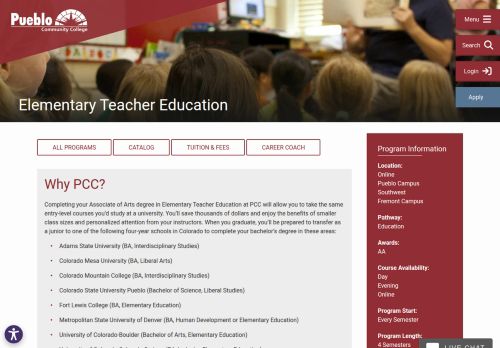 Pueblo
Community College
Menu
Search
Login
Apply
Elementary Teacher Education
ALL PROGRAMS
CATALOG
TUITION & FEES
CAREER COACH
Why PCC?
Completing your Associate of Arts degree in Elementary Teacher Education at PCC will allow you to take the same
entry-level courses you'd study at a university. You'll save thousands of dollars and enjoy the benefits of smaller
class sizes and personalized attention from your instructors. When you graduate, you'll be prepared to transfer as
a junior to one of the following four-year schools in Colorado to complete your bachelor's degree in these areas:
• Adams State University (BA, Interdisciplinary Studies)
• Colorado Mesa University (BA, Liberal Arts)
• Colorado Mountain College (BA, Interdisciplinary Studies)
• Colorado State University Pueblo (Bachelor of Science, Liberal Studies)
• Fort Lewis College (BA, Elementary Education)
• Metropolitan State University of Denver (BA, Human Development or Elementary Education)
• University of Colorado-Boulder (Bachelor of Arts, Elementary Education)
Program Information
Location:
Online
Pueblo Campus
Southwest
Fremont Campus
Pathway:
Education
Awards:
AA
Course Availability:
Day
Evening
Online
Program Start:
Every Semester
Program Length:
4 Semesters
LIVE CHAT